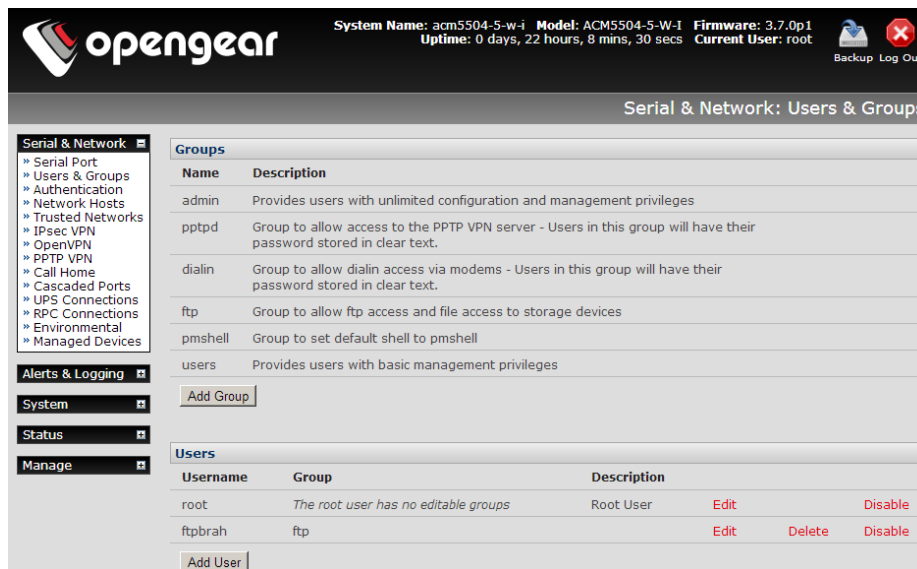 opengear
System Name: acm5504-5-w-i Model: ACM5504-5-W-I Firmware: 3.7.0p1
Uptime: 0 days, 22 hours, 8 mins, 30 secs Current User: root
Backup Log Ou
Serial & Network: Users & Groups
Serial & Network
» Serial Port
» Users & Groups
» Authentication
» Network Hosts
» Trusted Networks
» IPsec VPN
» OpenVPN
» PPTP VPN
» Call Home
» Cascaded Ports
» UPS Connections
» RPC Connections
» Environmental
» Managed Devices
Alerts & Logging
System
Status
Manage
Groups
Name Description
admin Provides users with unlimited configuration and management privileges
pptpd Group to allow access to the PPTP VPN server - Users in this group will have their
password stored in clear text.
dialin Group to allow dialin access via modems - Users in this group will have their
password stored in clear text.
ftp Group to allow ftp access and file access to storage devices
pmshell Group to set default shell to pmshell
users Provides users with basic management privileges
Add Group
Users
Username Group Description
root The root user has no editable groups Root User Edit Disable
ftpbrah ftp Edit Delete Disable
Add User